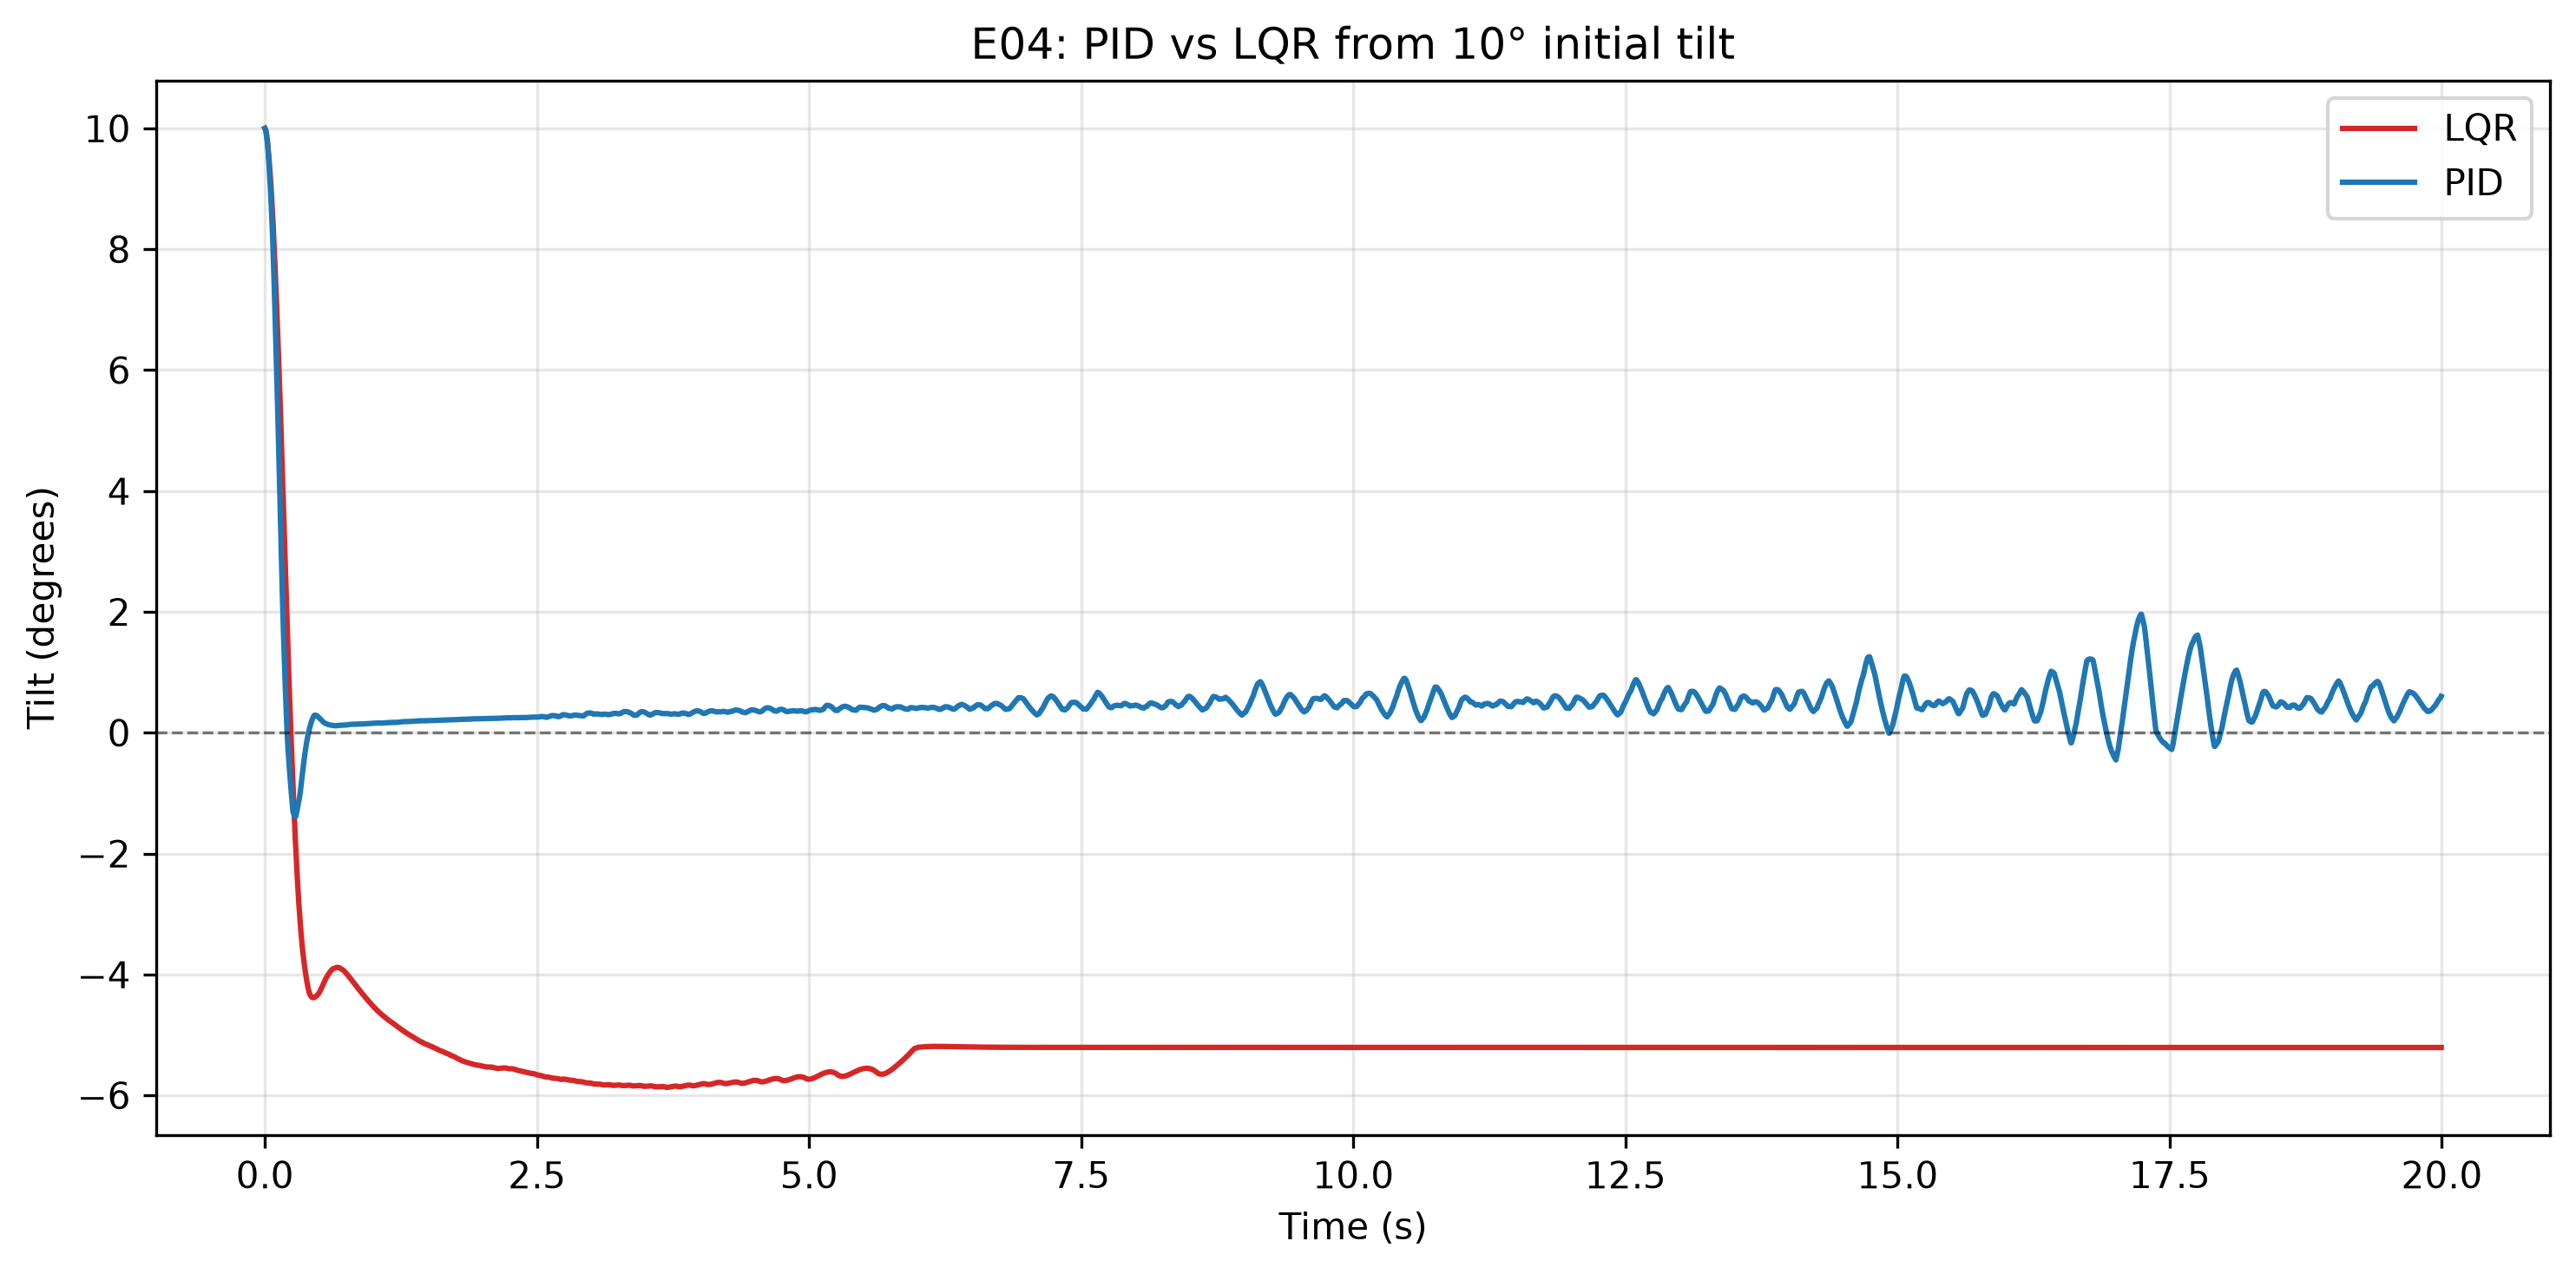 E04: PID vs LQR from 10° initial tilt
LQR
PID
Tilt (degrees)
10
8
6
4
2
0
−2
−4
−6
0.0 2.5 5.0 7.5 10.0 12.5 15.0 17.5 20.0
Time (s)